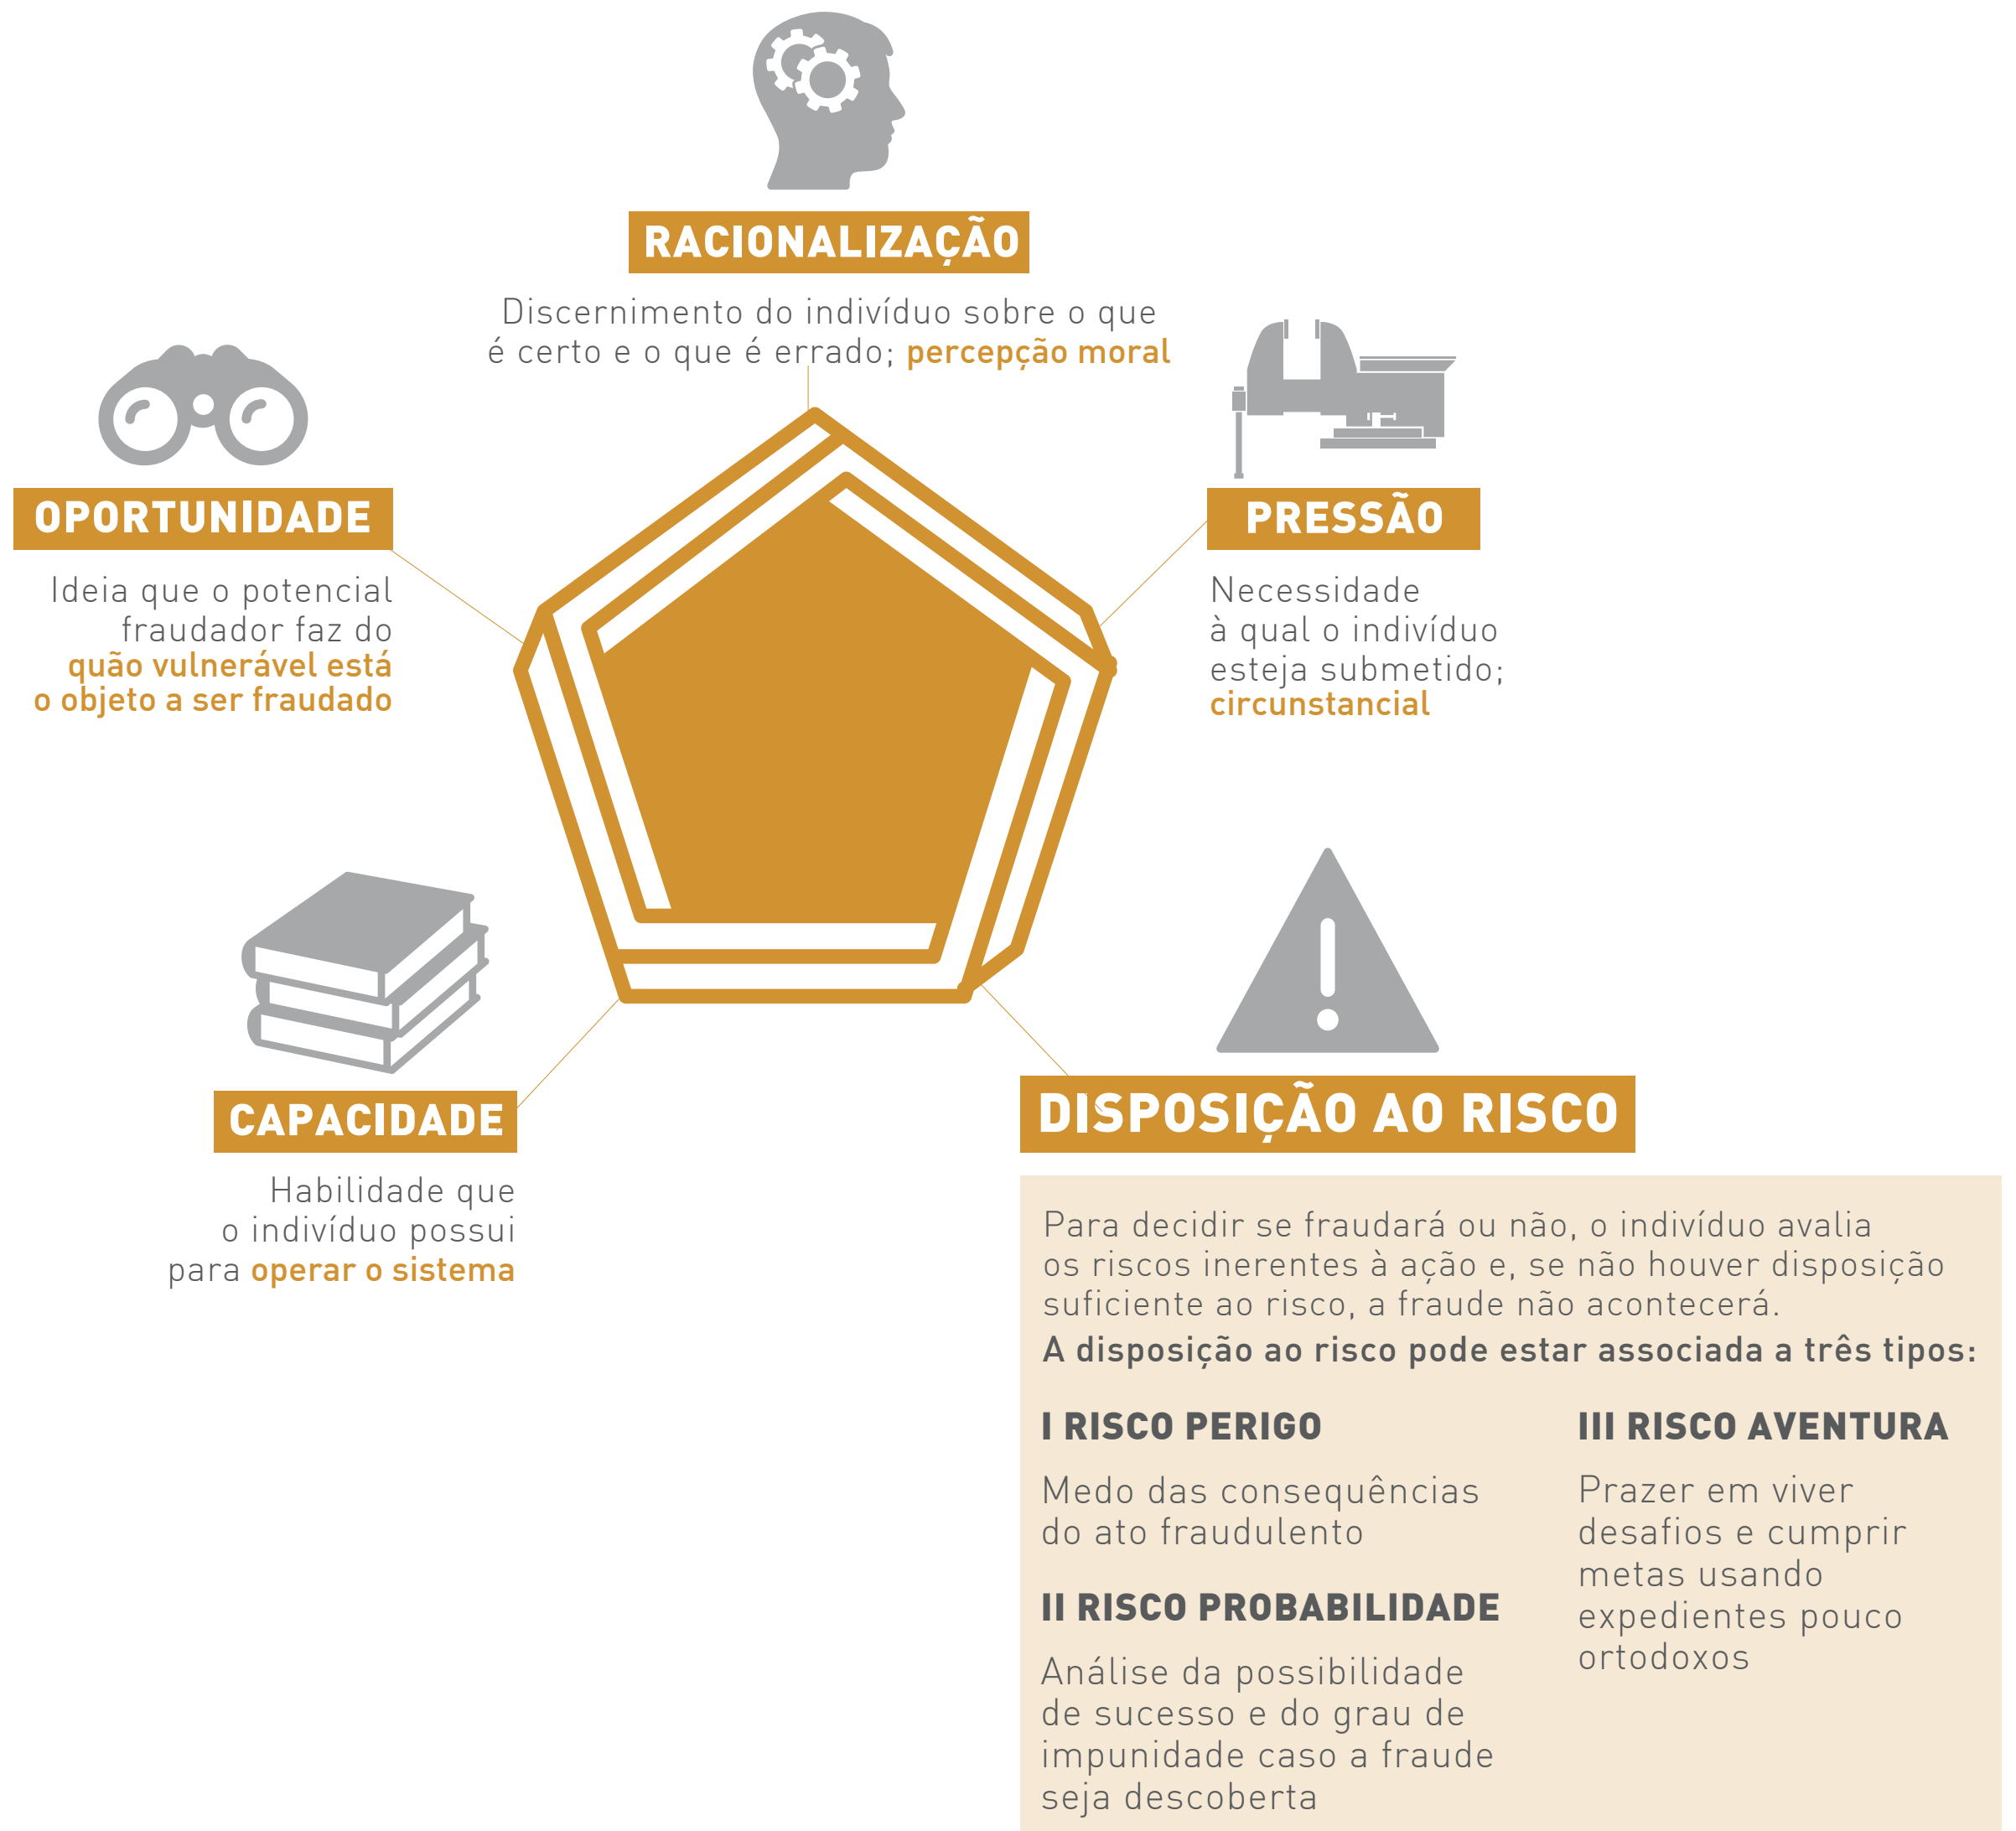 RACIONALIZAÇÃO
Discernimento do indivíduo sobre o que
é certo e o que é errado; percepção moral
OPORTUNIDADE
Ideia que o potencial
fraudador faz do
quão vulnerável está
o objeto a ser fraudado
PRESSÃO
Necessidade
à qual o indivíduo
esteja submetido;
circunstancial
CAPACIDADE
Habilidade que
o indivíduo possui
para operar o sistema
DISPOSIÇÃO AO RISCO
Para decidir se fraudará ou não, o indivíduo avalia
os riscos inerentes à ação e, se não houver disposição
suficiente ao risco, a fraude não acontecerá.
A disposição ao risco pode estar associada a três tipos:
I RISCO PERIGO
Medo das consequências
do ato fraudulento
II RISCO PROBABILIDADE
Análise da possibilidade
de sucesso e do grau de
impunidade caso a fraude
seja descoberta
III RISCO AVENTURA
Prazer em viver
desafios e cumprir
metas usando
expedientes pouco
ortodoxos